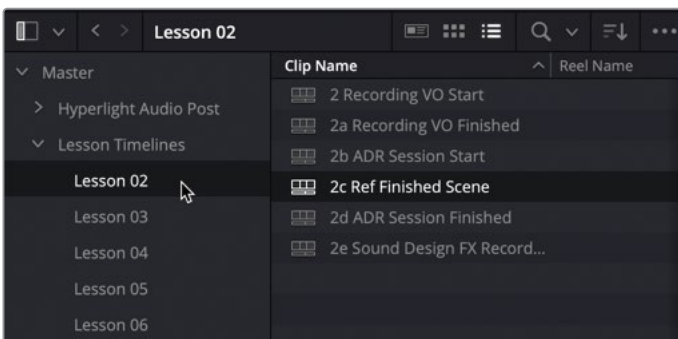 Lesson 02
Master
Hyperlight Audio Post
Lesson Timelines
Lesson 02
Lesson 03
Lesson 04
Lesson 05
Lesson 06
Clip Name
Reel Name
2 Recording VO Start
2a Recording VO Finished
2b ADR Session Start
2c Ref Finished Scene
2d ADR Session Finished
2e Sound Design FX Record...